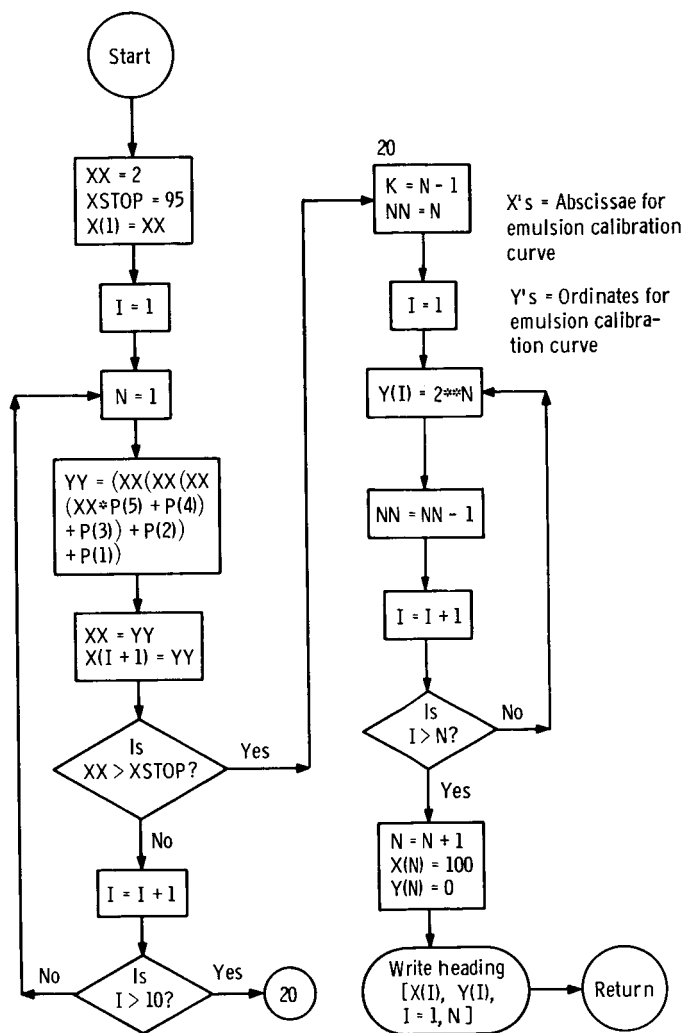 Start
XX = 2
XSTOP = 95
X(1) = XX
I = 1
N = 1
YY = (XX(XX(XX
(XX*P(5) + P(4))
+ P(3)) + P(2))
+ P(1))
XX = YY
X(I + 1) = YY
Is
XX > XSTOP?
Yes
No
I = I + 1
Is
I > 10?
No
Yes
20
20
K = N - 1
NN = N
I = 1
Y(I) = 2**N
NN = NN - 1
I = I + 1
Is
I > N?
No
Yes
N = N + 1
X(N) = 100
Y(N) = 0
Write heading
[X(I), Y(I),
I = 1, N]
Return
X's = Abscissae for
emulsion calibration
curve
Y's = Ordinates for
emulsion calibra-
tion curve